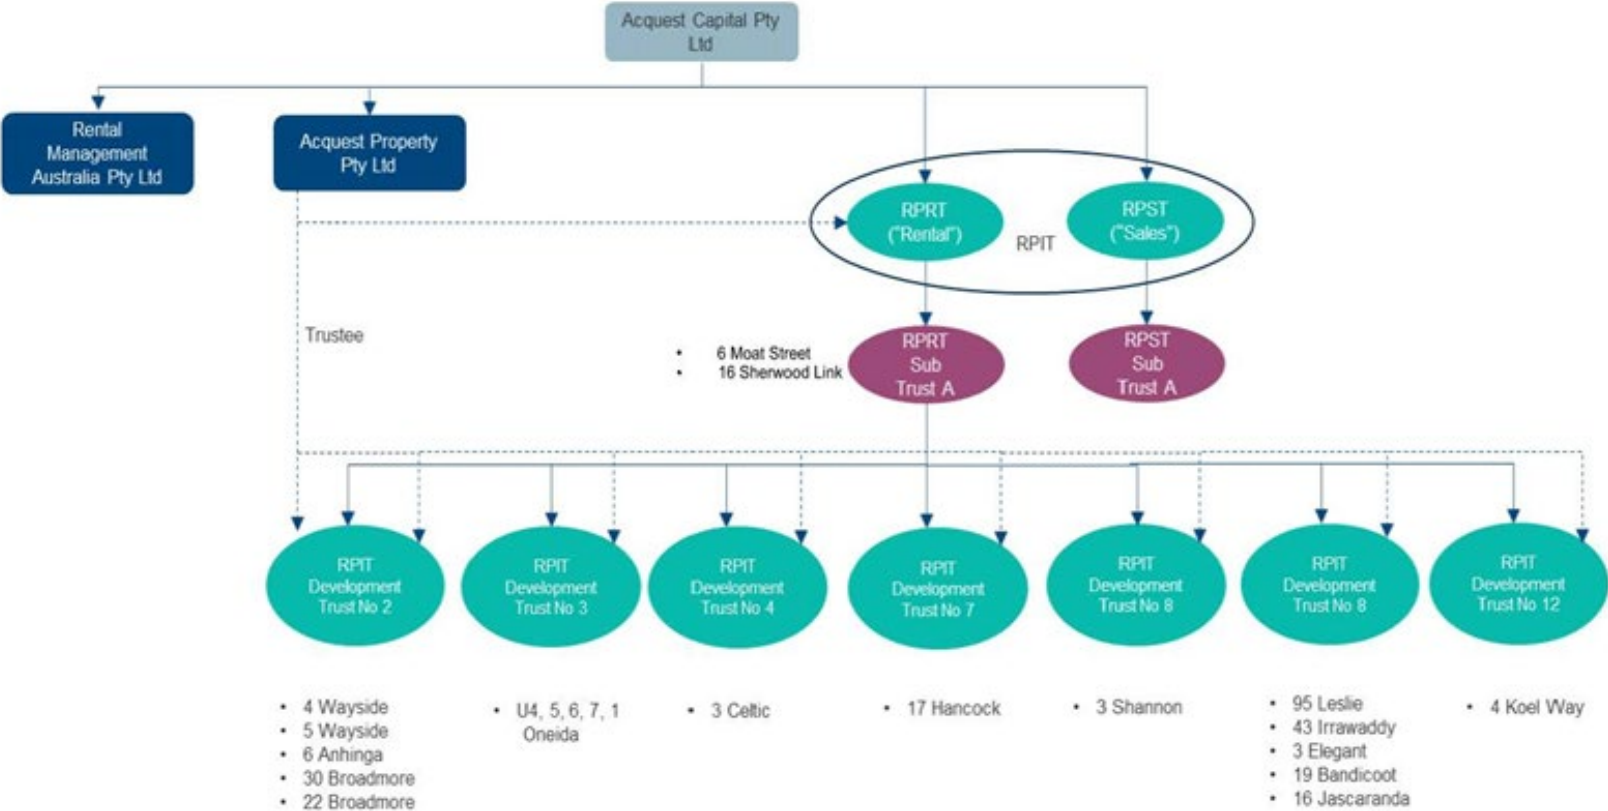 Acquest Capital Pty
Ltd
Rental
Management
Australia Pty Ltd
Acquest Property
Pty Ltd
RPRT
("Rental")
RPIT
RPST
("Sales")
Trustee
• 6 Moat Street
• 16 Sherwood Link
RPRT
Sub
Trust A
RPST
Sub
Trust A
RPIT
Development
Trust No 2
RPIT
Development
Trust No 3
RPIT
Development
Trust No 4
RPIT
Development
Trust No 7
RPIT
Development
Trust No 8
RPIT
Development
Trust No 8
RPIT
Development
Trust No 12
• 4 Wayside
• 5 Wayside
• 6 Anhinga
• 30 Broadmore
• 22 Broadmore
• U4, 5, 6, 7, 1
Oneida
• 3 Celtic
• 17 Hancock
• 3 Shannon
• 95 Leslie
• 43 Irrawaddy
• 3 Elegant
• 19 Bandicoot
• 16 Jascaranda
• 4 Koel Way